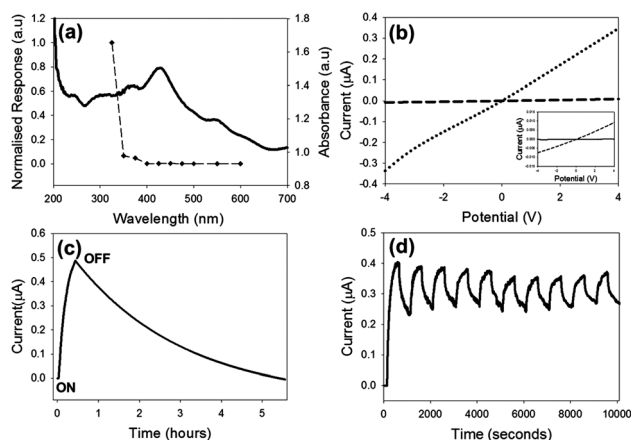 (a)
Normalised Response (a.u)
1.0
0.8
0.6
0.4
0.2
0.0
Absorbance (a.u)
1.8
1.6
1.4
1.2
1.0
0.8
200 300 400 500 600 700
Wavelength (nm)
(b)
Current (µA)
0.4
0.3
0.2
0.1
0.0
-0.1
-0.2
-0.3
-0.4
-4 -2 0 2 4
Potential (V)
Current (µA)
Potential (V)
(c)
Current(µA)
0.6
0.5
0.4
0.3
0.2
0.1
0.0
OFF
ON
0 1 2 3 4 5
Time (hours)
(d)
Current (µA)
0.5
0.4
0.3
0.2
0.1
0.0
0 2000 4000 6000 8000 10000
Time (seconds)